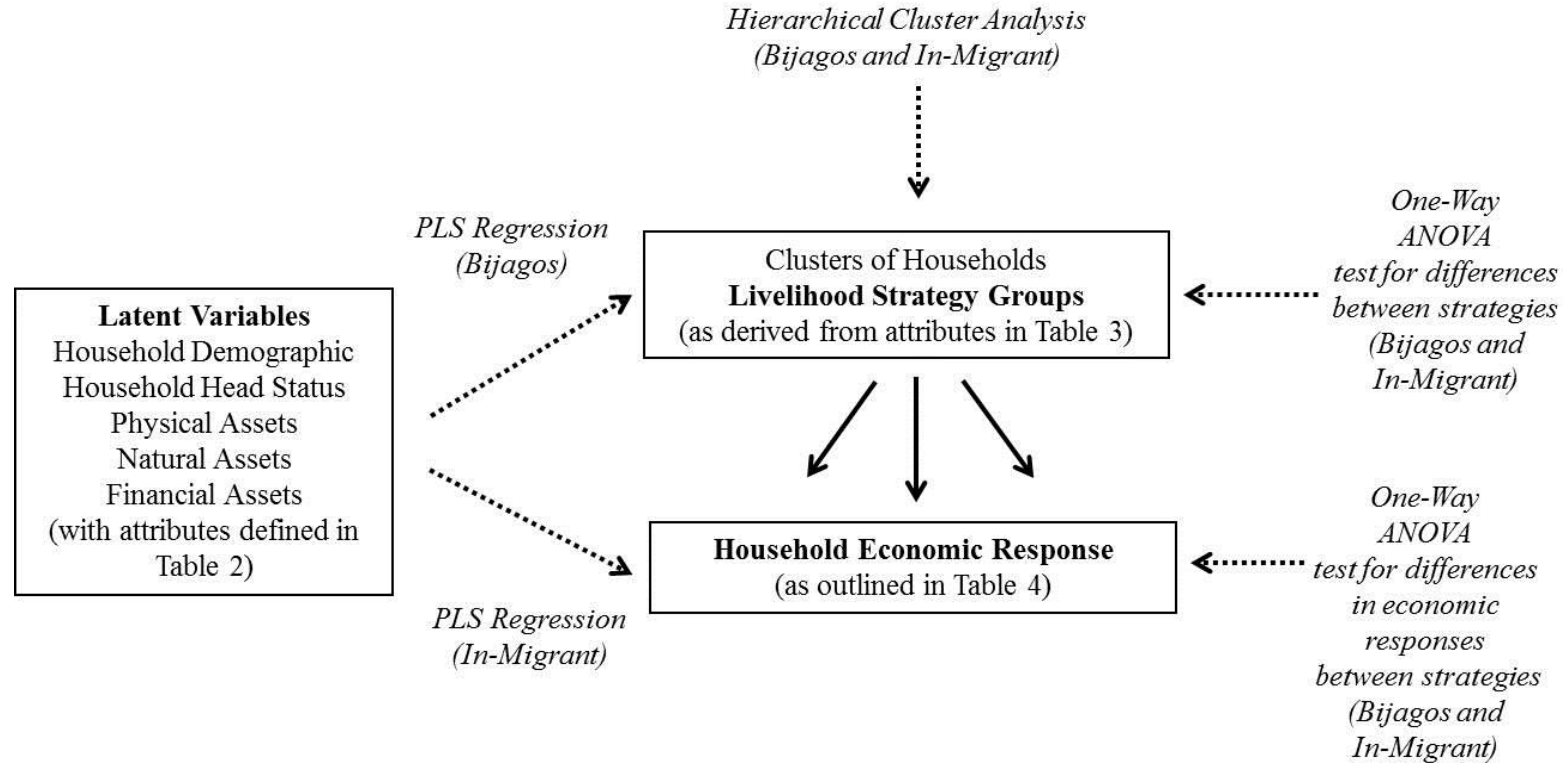 Hierarchical Cluster Analysis
(Bijagos and In-Migrant)
PLS Regression
(Bijagos)
Latent Variables
Household Demographic
Household Head Status
Physical Assets
Natural Assets
Financial Assets
(with attributes defined in
Table 2)
Clusters of Households
Livelihood Strategy Groups
(as derived from attributes in Table 3)
One-Way
ANOVA
test for differences
between strategies
(Bijagos and
In-Migrant)
PLS Regression
(In-Migrant)
Household Economic Response
(as outlined in Table 4)
One-Way
ANOVA
test for differences
in economic
responses
between strategies
(Bijagos and
In-Migrant)